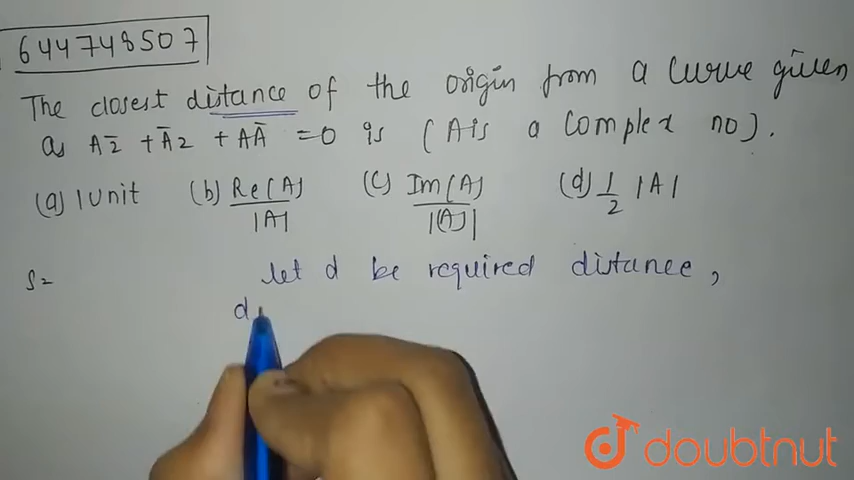 644748507
The closest distance of the origin from a Curve given
as Az̄ + Āz + AĀ = 0 is (A is a Complex no).
(a) 1 Unit (b) Re(A)/|A| (c) Im(A)/|(A)| (d) 1/2 |A|
S= let d be required distance,
d
doubtnut